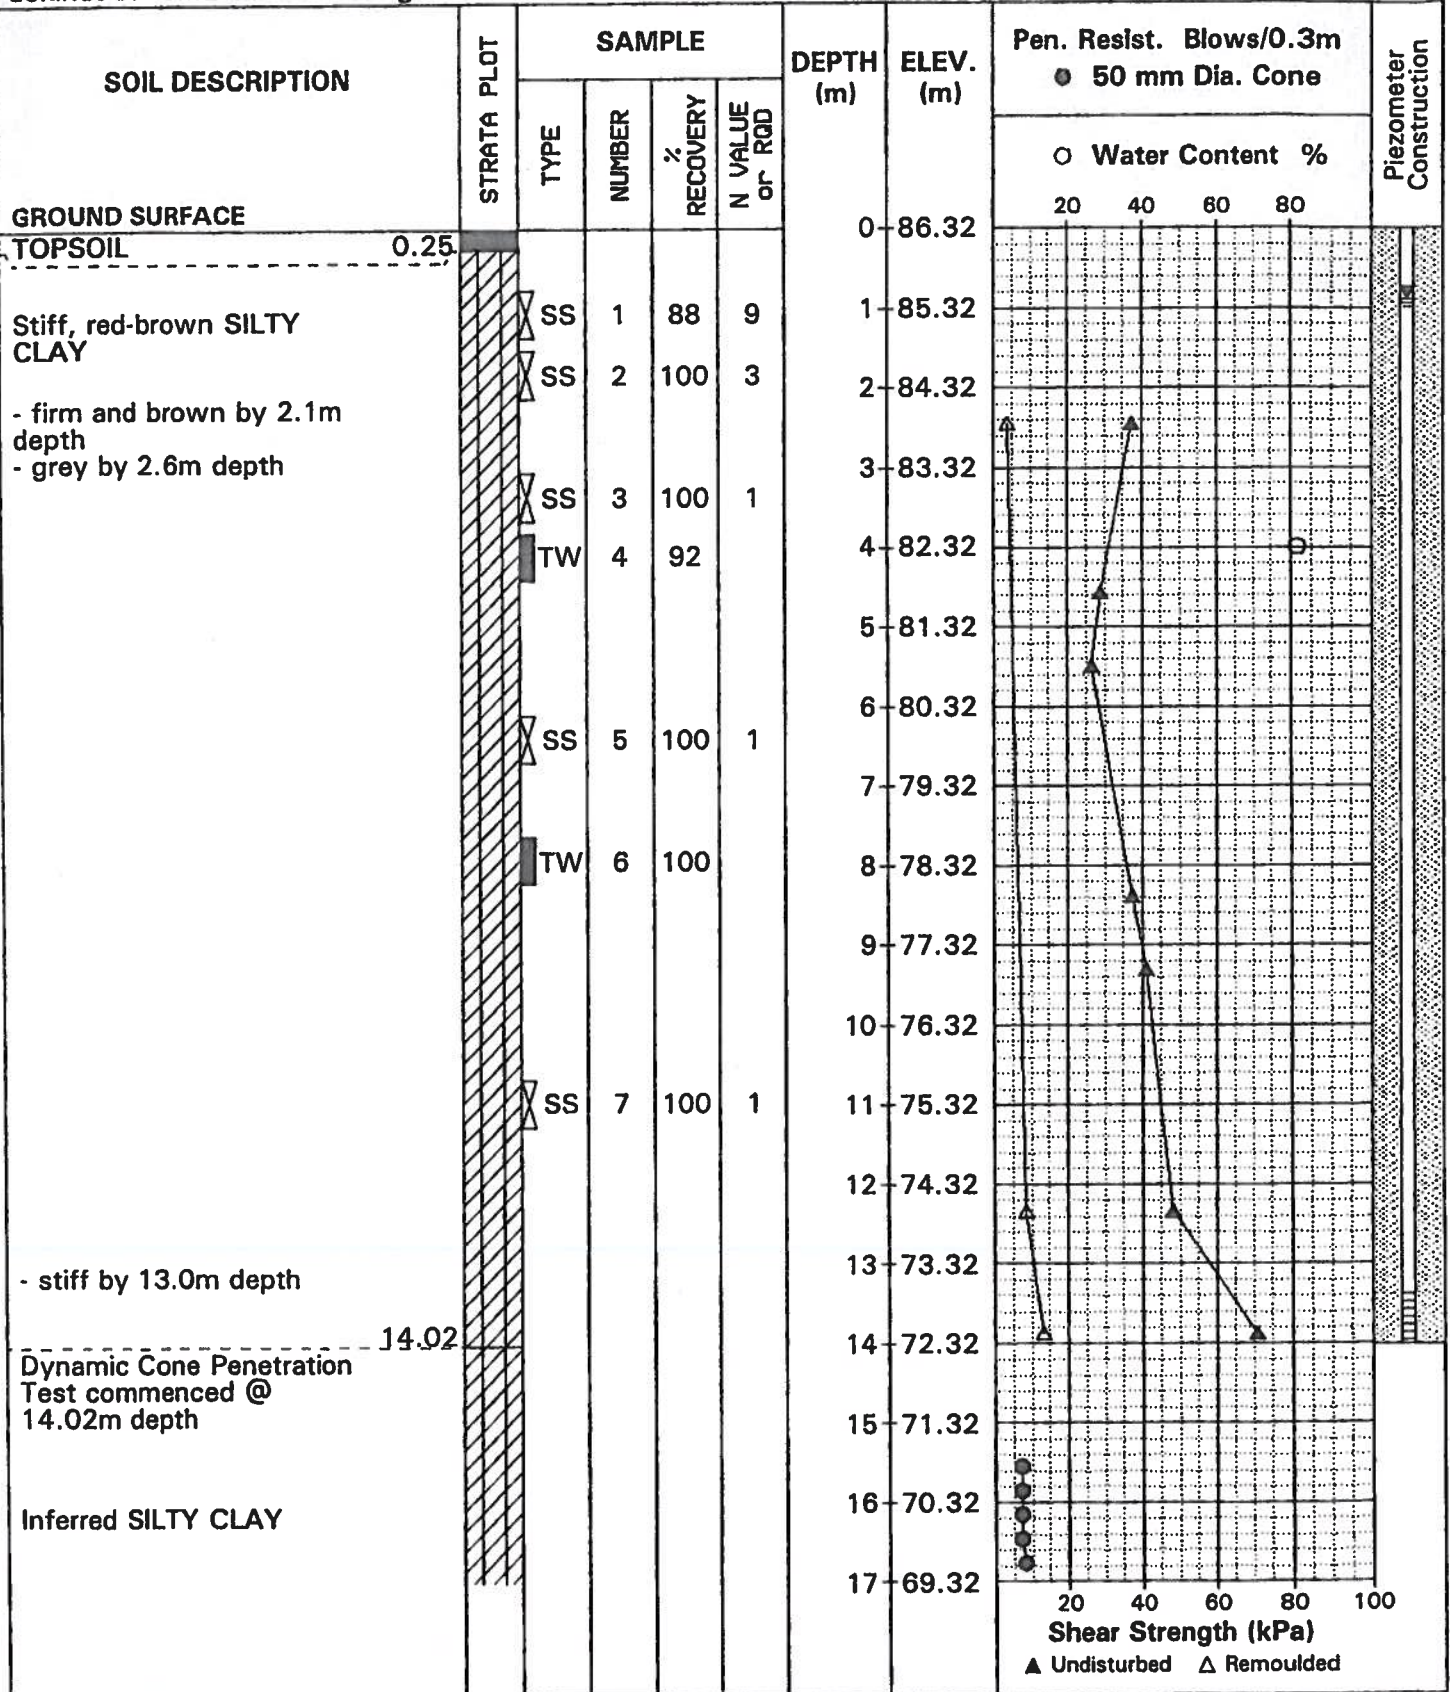 SOIL DESCRIPTION
STRATA PLOT
SAMPLE
TYPE
NUMBER
% RECOVERY
N VALUE or RQD
DEPTH (m)
ELEV. (m)
Pen. Resist. Blows/0.3m
● 50 mm Dia. Cone
○ Water Content %
Piezometer Construction
20 40 60 80
GROUND SURFACE
0 86.32
TOPSOIL 0.25
Stiff, red-brown SILTY
CLAY
SS 1 88 9
1 85.32
SS 2 100 3
2 84.32
- firm and brown by 2.1m
depth
- grey by 2.6m depth
3 83.32
SS 3 100 1
TW 4 92
4 82.32
5 81.32
6 80.32
SS 5 100 1
7 79.32
TW 6 100
8 78.32
9 77.32
10 76.32
SS 7 100 1
11 75.32
12 74.32
13 73.32
- stiff by 13.0m depth
14.02
14 72.32
Dynamic Cone Penetration
Test commenced @
14.02m depth
15 71.32
16 70.32
Inferred SILTY CLAY
17 69.32
20 40 60 80 100
Shear Strength (kPa)
▲ Undisturbed △ Remoulded